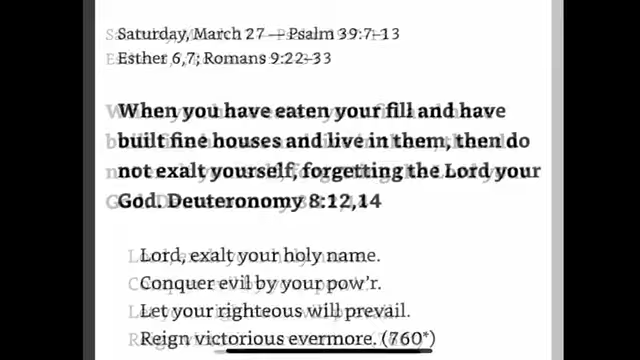 Saturday, March 27 — Psalm 39:7–13
Esther 6,7; Romans 9:22–33
When you have eaten your fill and have
built fine houses and live in them, then do
not exalt yourself, forgetting the Lord your
God. Deuteronomy 8:12,14
Lord, exalt your holy name.
Conquer evil by your pow’r.
Let your righteous will prevail.
Reign victorious evermore. (760*)